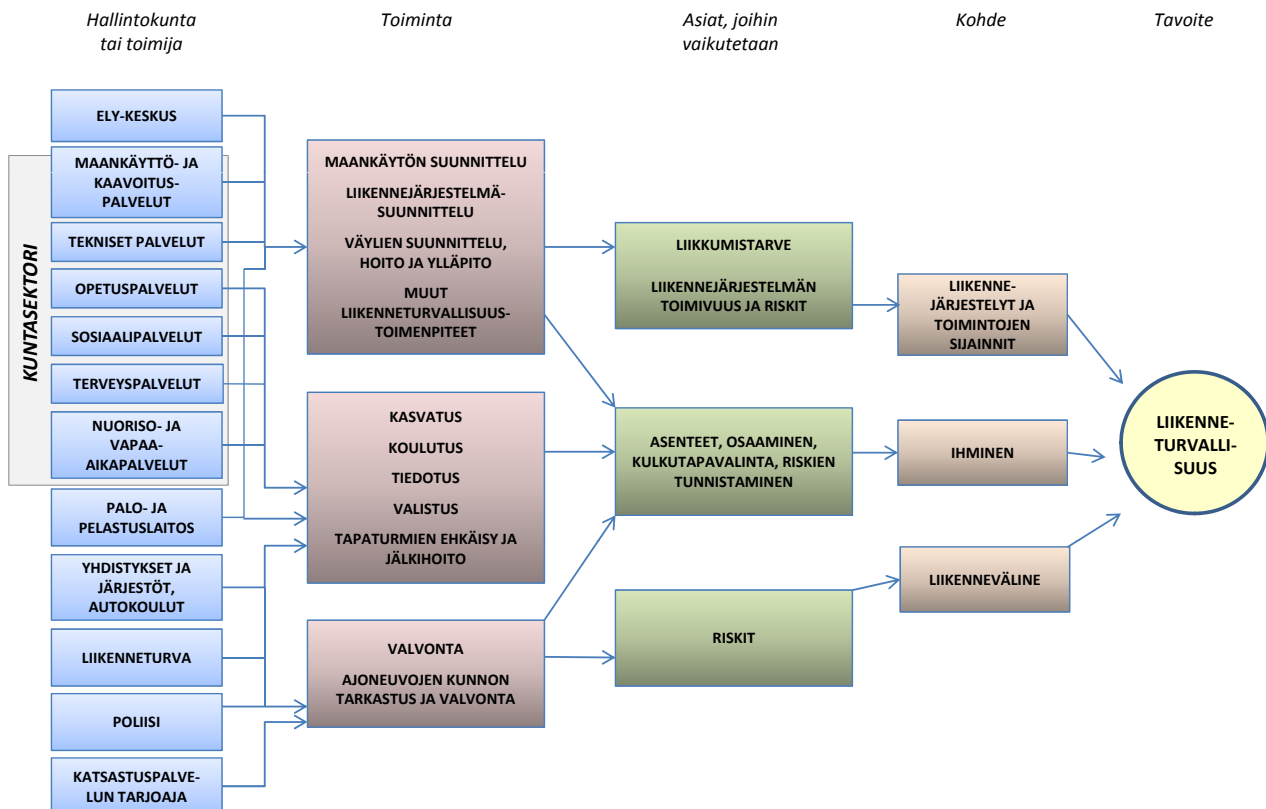 Hallintokunta
tai toimija
Toiminta
Asiat, joihin
vaikutetaan
Kohde
Tavoite
KUNTASEKTORI
ELY-KESKUS
MAANKÄYTTÖ- JA
KAAVOITUS-
PALVELUT
TEKNISET PALVELUT
OPETUSPALVELUT
SOSIAALIPALVELUT
TERVEYSPALVELUT
NUORISO- JA
VAPAA-
AIKAPALVELUT
PALO- JA
PELASTUSLAITOS
YHDISTYKSET JA
JÄRJESTÖT,
AUTOKOULUT
LIIKENNETURVA
POLIISI
KATSASTUSPALVE-
LUN TARJOAJA
MAANKÄYTÖN SUUNNITTELU
LIIKENNEJÄRJESTELMÄ-
SUUNNITTELU
VÄYLIEN SUUNNITTELU,
HOITO JA YLLÄPITO
MUUT
LIIKENNETURVALLISUUS-
TOIMENPITEET
KASVATUS
KOULUTUS
TIEDOTUS
VALISTUS
TAPATURMIEN EHKÄISY JA
JÄLKIHOITO
VALVONTA
AJONEUVOJEN KUNNON
TARKASTUS JA VALVONTA
LIIKKUMISTARVE
LIIKENNEJÄRJESTELMÄN
TOIMIVUUS JA RISKIT
ASENTEET, OSAAMINEN,
KULKUTAPAVALINTA, RISKIEN
TUNNISTAMINEN
RISKIT
LIIKENNE-
JÄRJESTELYT JA
TOIMINTOJEN
SIJAINNIT
IHMINEN
LIIKENNEVÄLINE
LIIKENNE-
TURVALLI-
SUUS